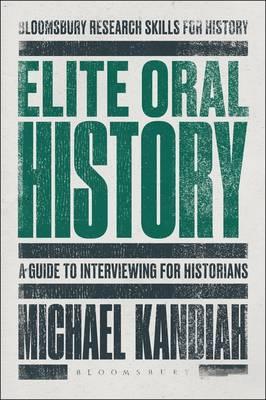 BLOOMSBURY RESEARCH SKILLS FOR HISTORY
ELITE ORAL
HISTORY
A GUIDE TO INTERVIEWING FOR HISTORIANS
MICHAEL KANDIAH
BLOOMSBURY